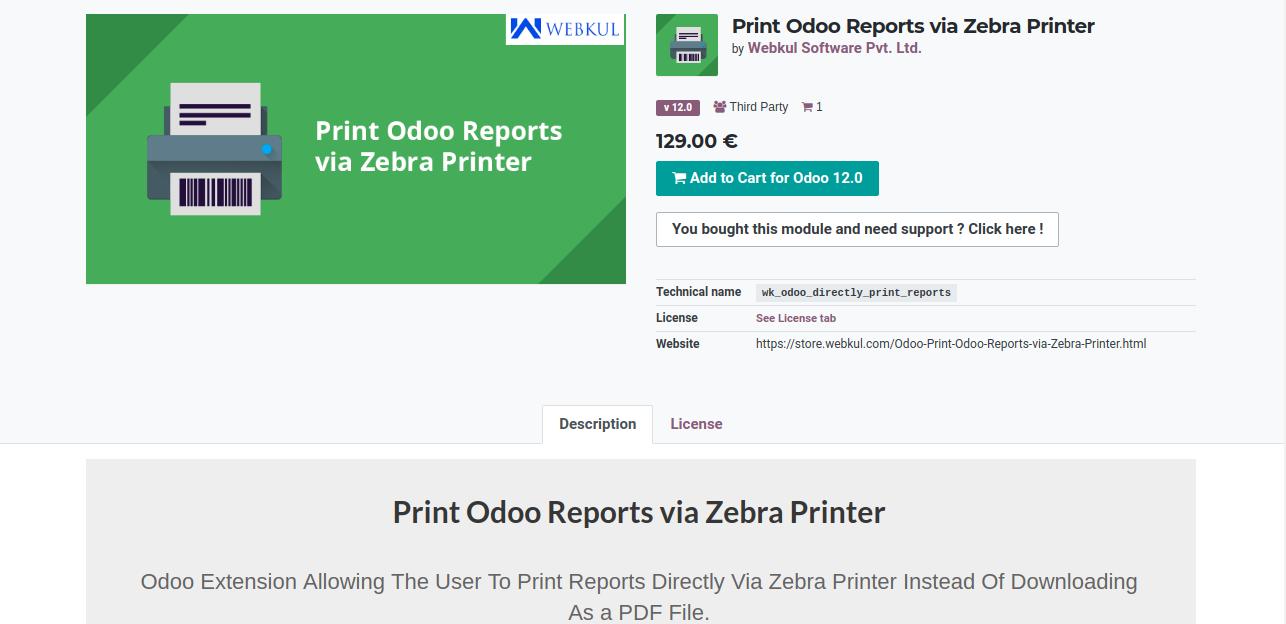 WEBKUL
Print Odoo Reports
via Zebra Printer
Print Odoo Reports via Zebra Printer
by Webkul Software Pvt. Ltd.
v 12.0 Third Party 1
129.00 €
Add to Cart for Odoo 12.0
You bought this module and need support ? Click here !
Technical name wk_odoo_directly_print_reports
License See License tab
Website https://store.webkul.com/Odoo-Print-Odoo-Reports-via-Zebra-Printer.html
Description License
Print Odoo Reports via Zebra Printer
Odoo Extension Allowing The User To Print Reports Directly Via Zebra Printer Instead Of Downloading
As a PDF File.